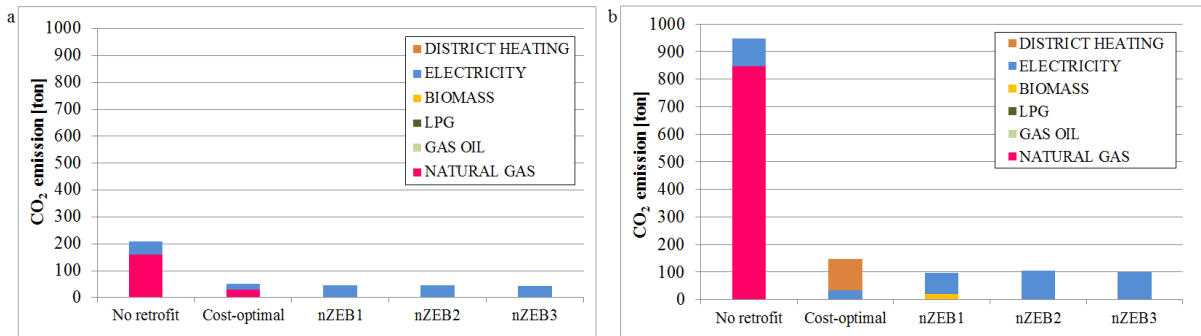 a
CO2 emission [ton]
1000
900
800
700
600
500
400
300
200
100
0
DISTRICT HEATING
ELECTRICITY
BIOMASS
LPG
GAS OIL
NATURAL GAS
No retrofit Cost-optimal nZEB1 nZEB2 nZEB3
b
CO2 emission [ton]
1000
900
800
700
600
500
400
300
200
100
0
DISTRICT HEATING
ELECTRICITY
BIOMASS
LPG
GAS OIL
NATURAL GAS
No retrofit Cost-optimal nZEB1 nZEB2 nZEB3